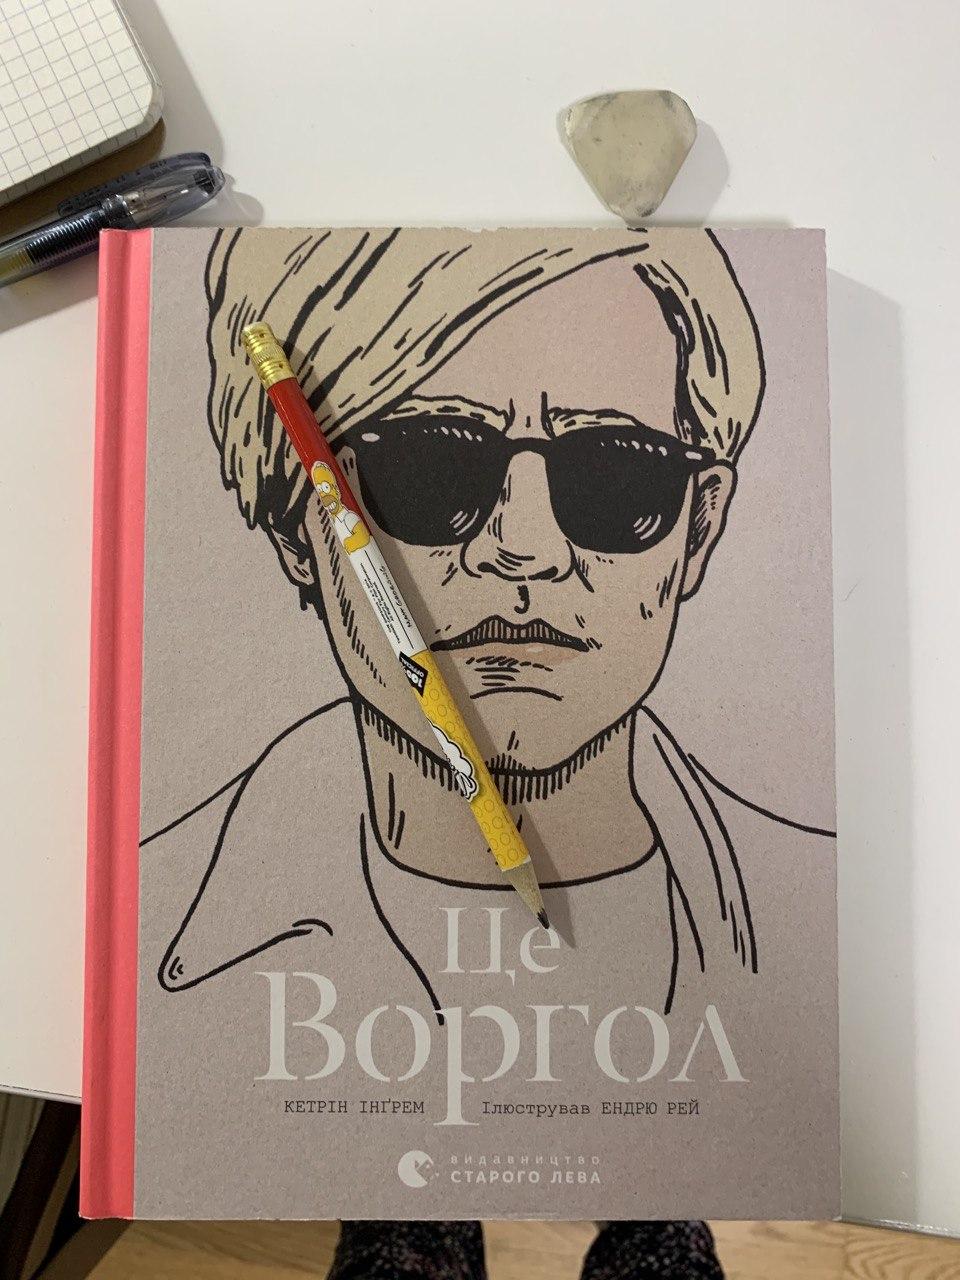 Це
Воргол
КЕТРІН ІНҐРЕМ Ілюстрував ЕНДРЮ РЕЙ
видавництво
СТАРОГО ЛЕВА